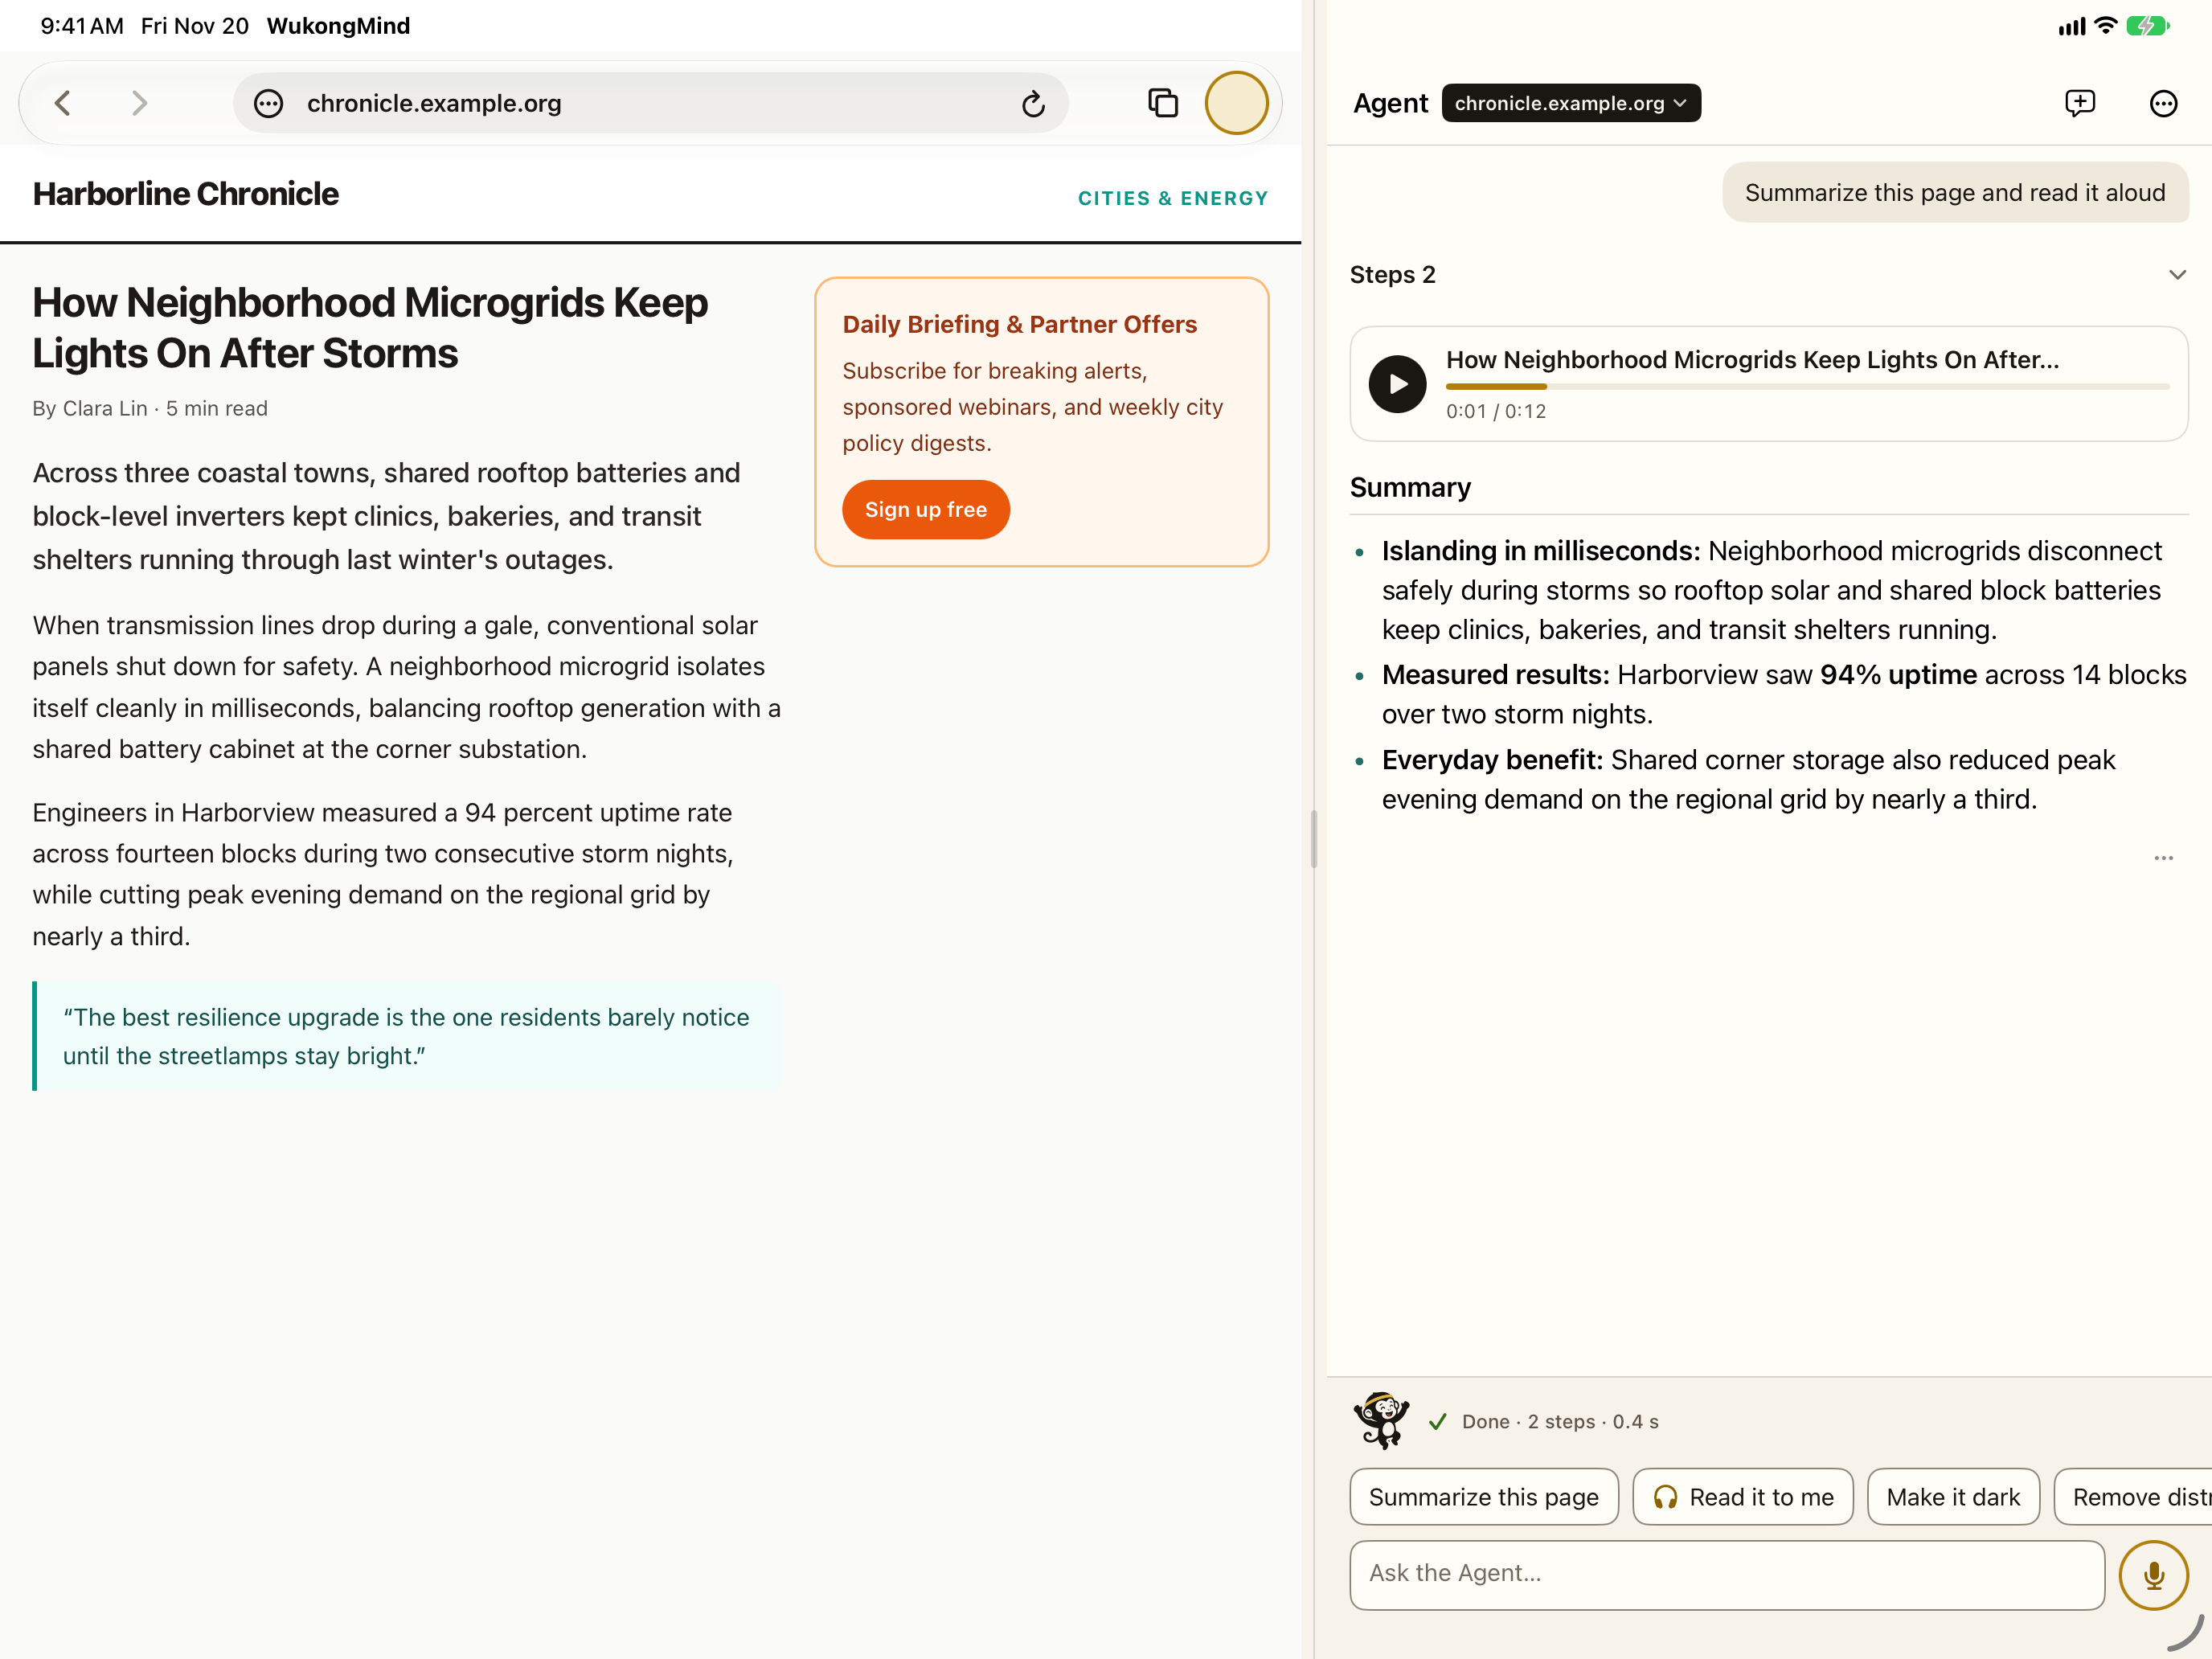 9:41 AM Fri Nov 20 WukongMind
chronicle.example.org
Harborline Chronicle
CITIES & ENERGY
How Neighborhood Microgrids Keep
Lights On After Storms
By Clara Lin · 5 min read
Across three coastal towns, shared rooftop batteries and
block-level inverters kept clinics, bakeries, and transit
shelters running through last winter's outages.
When transmission lines drop during a gale, conventional solar
panels shut down for safety. A neighborhood microgrid isolates
itself cleanly in milliseconds, balancing rooftop generation with a
shared battery cabinet at the corner substation.
Engineers in Harborview measured a 94 percent uptime rate
across fourteen blocks during two consecutive storm nights,
while cutting peak evening demand on the regional grid by
nearly a third.
“The best resilience upgrade is the one residents barely notice
until the streetlamps stay bright.”
Daily Briefing & Partner Offers
Subscribe for breaking alerts,
sponsored webinars, and weekly city
policy digests.
Sign up free
Agent chronicle.example.org
Summarize this page and read it aloud
Steps 2
How Neighborhood Microgrids Keep Lights On After...
0:01 / 0:12
Summary
• Islanding in milliseconds: Neighborhood microgrids disconnect
safely during storms so rooftop solar and shared block batteries
keep clinics, bakeries, and transit shelters running.
• Measured results: Harborview saw 94% uptime across 14 blocks
over two storm nights.
• Everyday benefit: Shared corner storage also reduced peak
evening demand on the regional grid by nearly a third.
Done · 2 steps · 0.4 s
Summarize this page
Read it to me
Make it dark
Remove distr
Ask the Agent...